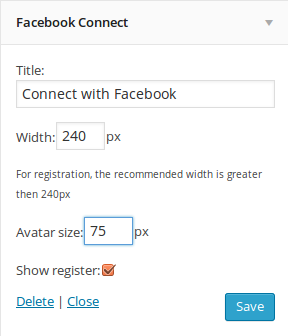 Facebook Connect
Title:
Connect with Facebook
Width: 240 px
For registration, the recommended width is greater
then 240px
Avatar size: 75 px
Show register:
Delete | Close
Save